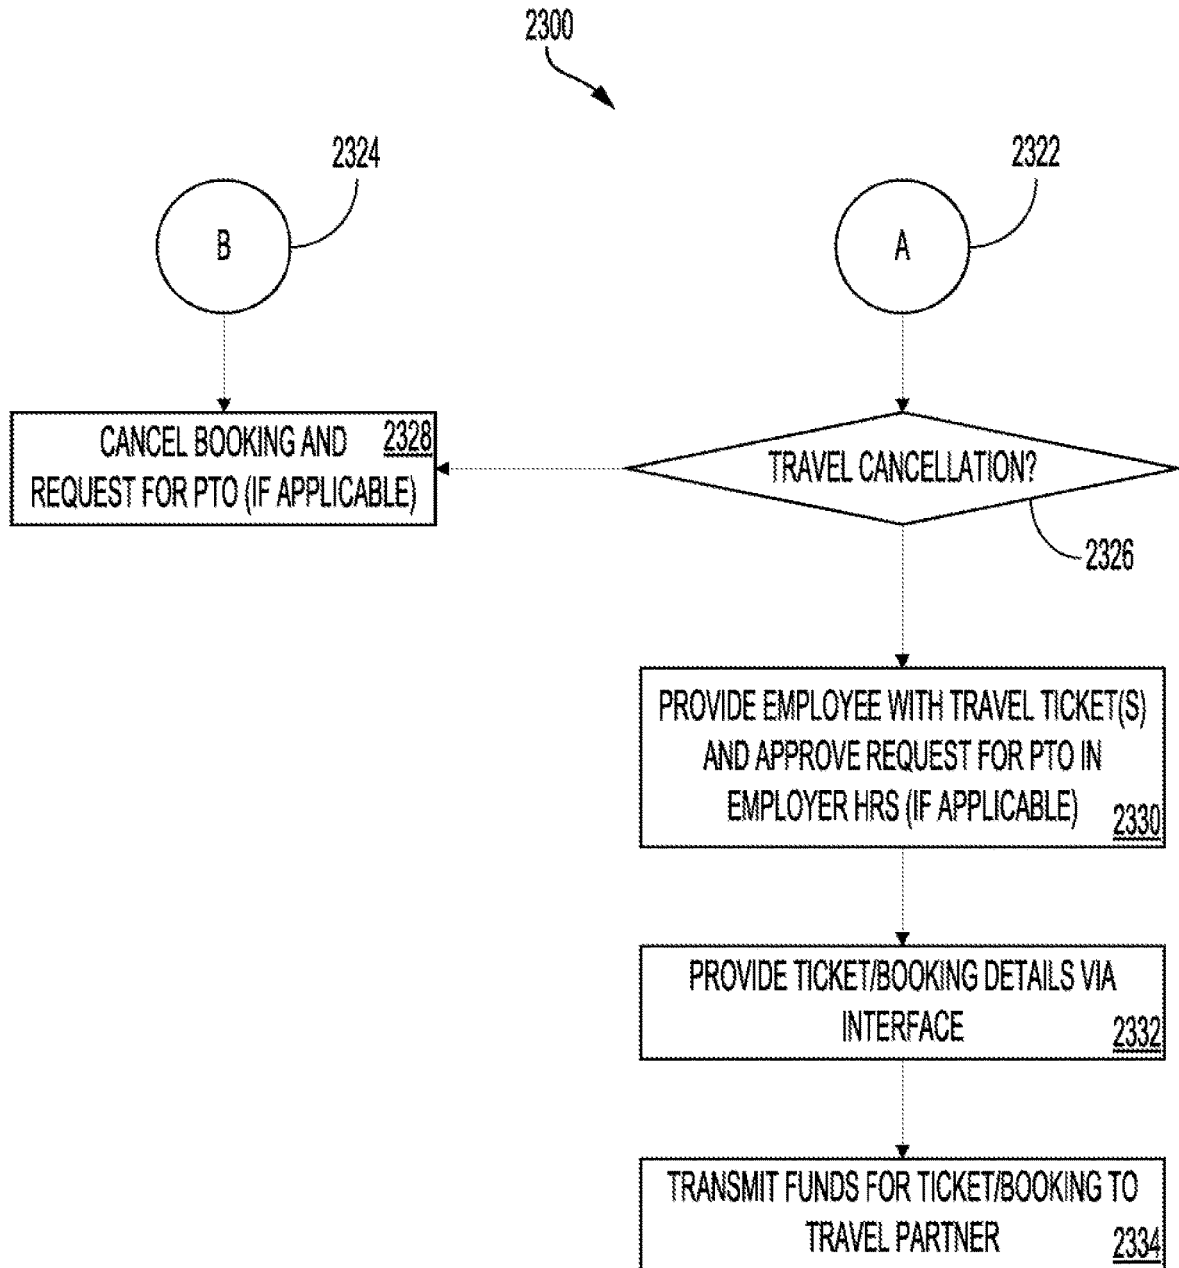 2300
2324
2322
B
A
CANCEL BOOKING AND
2328
REQUEST FOR PTO (IF APPLICABLE)
TRAVEL CANCELLATION?
2326
PROVIDE EMPLOYEE WITH TRAVEL TICKET(S)
AND APPROVE REQUEST FOR PTO IN
EMPLOYER HRS (IF APPLICABLE)
2330
PROVIDE TICKET/BOOKING DETAILS VIA
INTERFACE
2332
TRANSMIT FUNDS FOR TICKET/BOOKING TO
TRAVEL PARTNER
2334